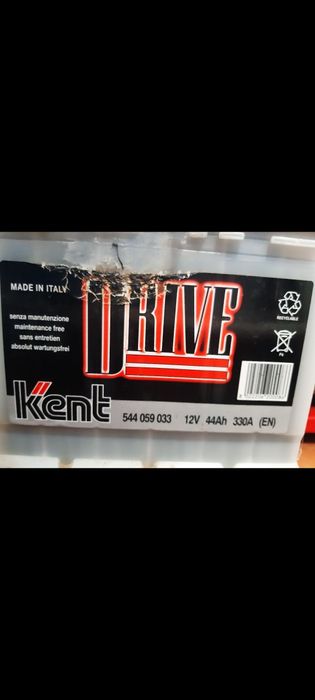 MADE IN ITALY
DRIVE
senza manutenzione
maintenance free
sans entretien
absolut wartungsfrei
RECYCLABLE
Pb
Kent
544 059 033 12V 44Ah 330A (EN)